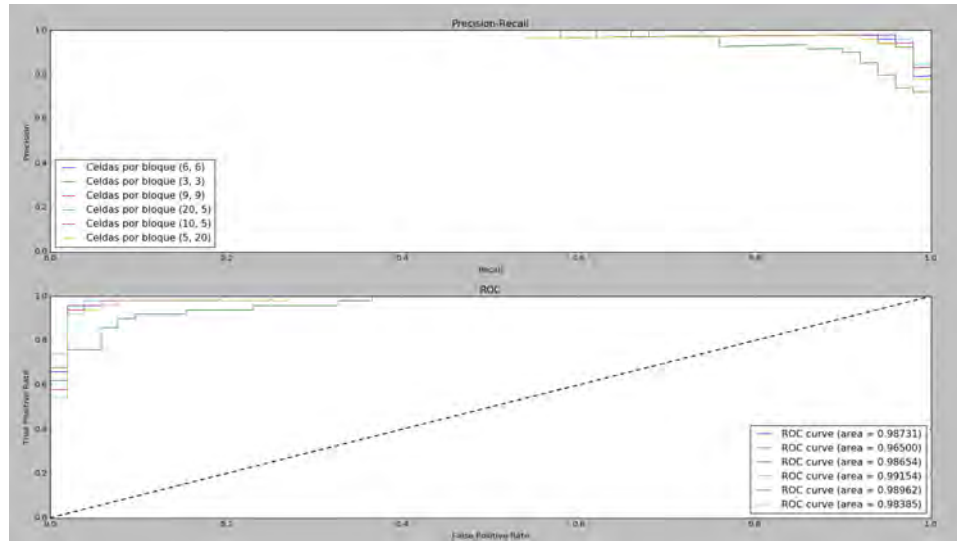 Precision-Recall
1.0
0.8
0.6
0.4
0.2
0.0
Precision
Celdas por bloque (6, 6)
Celdas por bloque (3, 3)
Celdas por bloque (9, 9)
Celdas por bloque (20, 5)
Celdas por bloque (10, 5)
Celdas por bloque (5, 20)
0.0 0.2 0.4 0.6 0.8 1.0
Recall
ROC
1.0
0.8
0.6
0.4
0.2
0.0
True Positive Rate
ROC curve (area = 0.98731)
ROC curve (area = 0.96500)
ROC curve (area = 0.98654)
ROC curve (area = 0.99154)
ROC curve (area = 0.98962)
ROC curve (area = 0.98385)
0.0 0.2 0.4 0.6 0.8 1.0
False Positive Rate